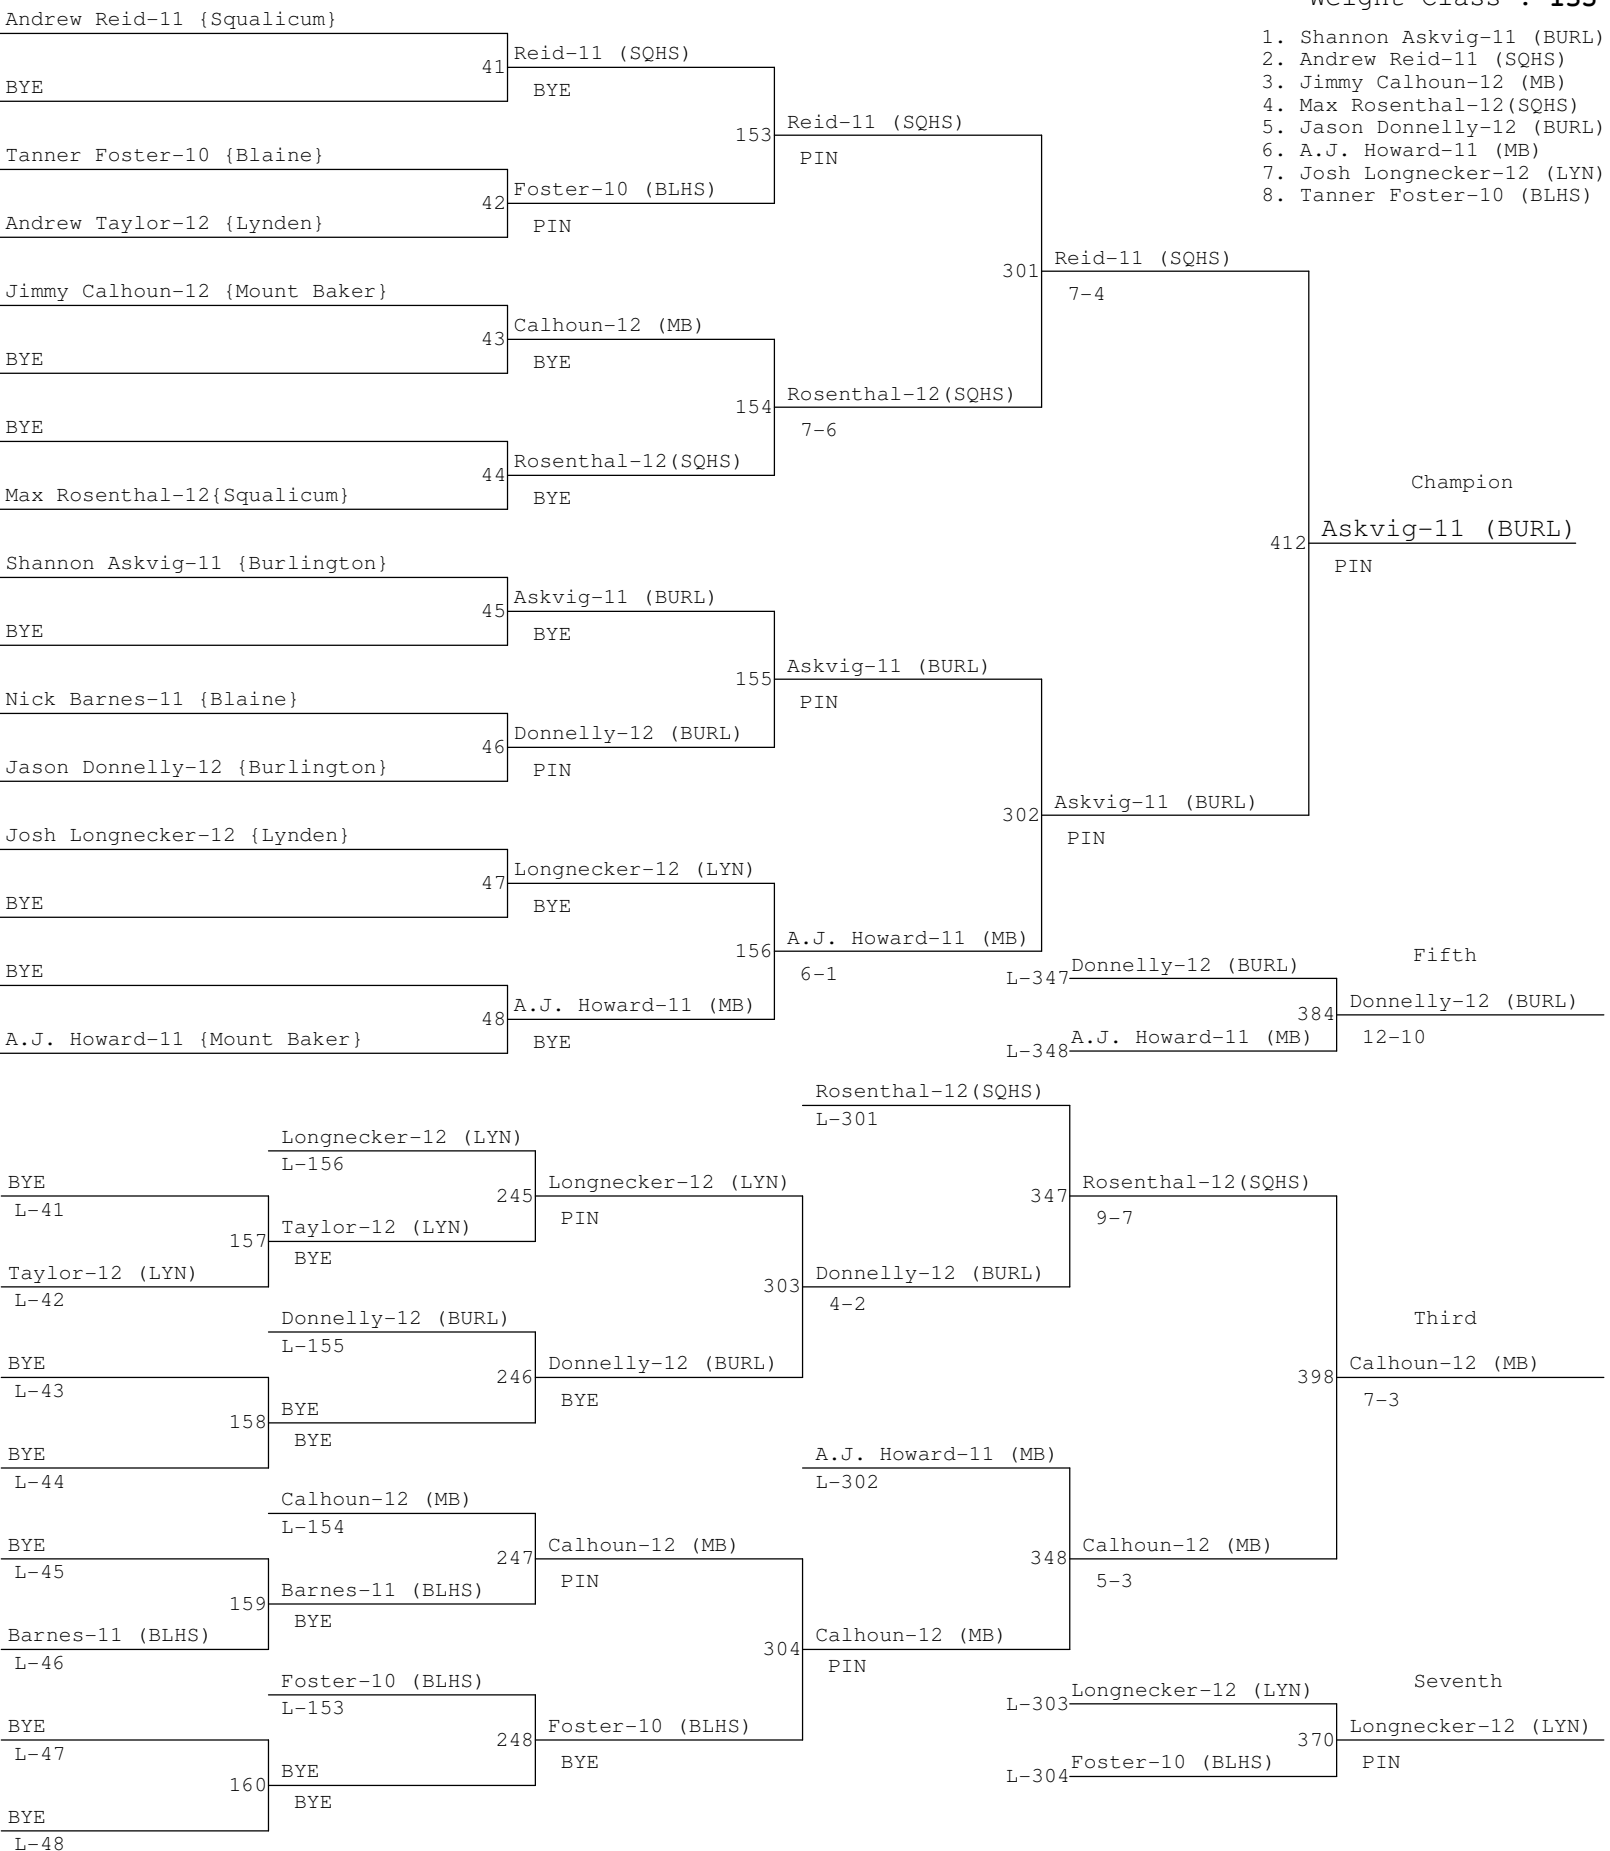 Weight Class : 135
1. Shannon Askvig-11 (BURL)
2. Andrew Reid-11 (SQHS)
3. Jimmy Calhoun-12 (MB)
4. Max Rosenthal-12(SQHS)
5. Jason Donnelly-12 (BURL)
6. A.J. Howard-11 (MB)
7. Josh Longnecker-12 (LYN)
8. Tanner Foster-10 (BLHS)
Andrew Reid-11 {Squalicum}
41 Reid-11 (SQHS)
BYE
BYE
153 Reid-11 (SQHS)
PIN
Tanner Foster-10 {Blaine}
42 Foster-10 (BLHS)
PIN
Andrew Taylor-12 {Lynden}
301 Reid-11 (SQHS)
7-4
Jimmy Calhoun-12 {Mount Baker}
43 Calhoun-12 (MB)
BYE
BYE
154 Rosenthal-12(SQHS)
7-6
BYE
44 Rosenthal-12(SQHS)
BYE
Max Rosenthal-12{Squalicum}
Champion
412 Askvig-11 (BURL)
PIN
Shannon Askvig-11 {Burlington}
45 Askvig-11 (BURL)
BYE
BYE
155 Askvig-11 (BURL)
PIN
Nick Barnes-11 {Blaine}
46 Donnelly-12 (BURL)
PIN
Jason Donnelly-12 {Burlington}
302 Askvig-11 (BURL)
PIN
Josh Longnecker-12 {Lynden}
47 Longnecker-12 (LYN)
BYE
BYE
156 A.J. Howard-11 (MB)
6-1
BYE
48 A.J. Howard-11 (MB)
BYE
A.J. Howard-11 {Mount Baker}
Fifth
L-347 Donnelly-12 (BURL)
384 Donnelly-12 (BURL)
12-10
L-348 A.J. Howard-11 (MB)
Rosenthal-12(SQHS)
L-301
Longnecker-12 (LYN)
L-156
BYE
L-41
245 Longnecker-12 (LYN)
PIN
347 Rosenthal-12(SQHS)
9-7
157 Taylor-12 (LYN)
BYE
Taylor-12 (LYN)
L-42
303 Donnelly-12 (BURL)
4-2
Donnelly-12 (BURL)
L-155
Third
BYE
L-43
246 Donnelly-12 (BURL)
BYE
398 Calhoun-12 (MB)
7-3
158 BYE
BYE
BYE
L-44
A.J. Howard-11 (MB)
L-302
Calhoun-12 (MB)
L-154
BYE
L-45
247 Calhoun-12 (MB)
PIN
348 Calhoun-12 (MB)
5-3
159 Barnes-11 (BLHS)
BYE
Barnes-11 (BLHS)
L-46
304 Calhoun-12 (MB)
PIN
Foster-10 (BLHS)
L-153
Seventh
L-303 Longnecker-12 (LYN)
BYE
L-47
248 Foster-10 (BLHS)
BYE
370 Longnecker-12 (LYN)
PIN
160 BYE
BYE
L-304 Foster-10 (BLHS)
BYE
L-48